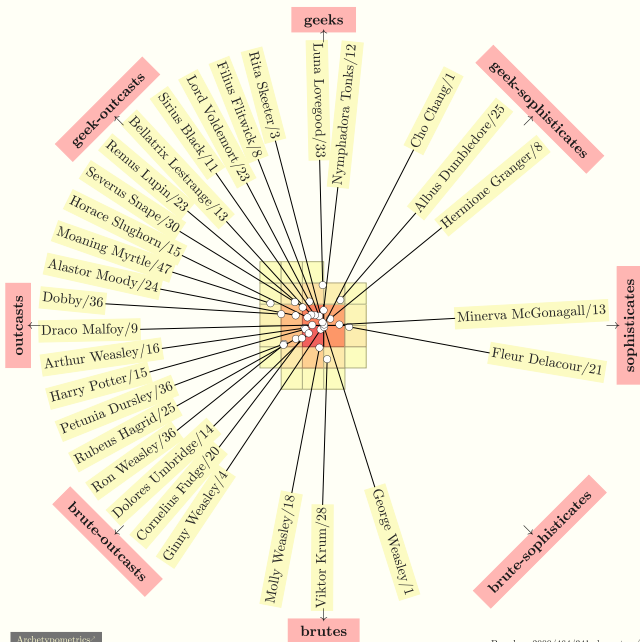 geeks
geek-sophisticates
sophisticates
brute-sophisticates
brutes
brute-outcasts
outcasts
geek-outcasts
Luna Lovegood/33
Nymphadora Tonks/12
Cho Chang/1
Albus Dumbledore/25
Hermione Granger/8
Minerva McGonagall/13
Fleur Delacour/21
George Weasley/1
Viktor Krum/28
Molly Weasley/18
Ginny Weasley/4
Cornelius Fudge/20
Dolores Umbridge/14
Ron Weasley/36
Rubeus Hagrid/25
Petunia Dursley/36
Harry Potter/15
Arthur Weasley/16
Draco Malfoy/9
Dobby/36
Alastor Moody/24
Moaning Myrtle/47
Horace Slughorn/15
Severus Snape/30
Remus Lupin/23
Bellatrix Lestrange/13
Sirius Black/11
Lord Voldemort/23
Filius Flitwick/8
Rita Skeeter/3
Archetypometrics: